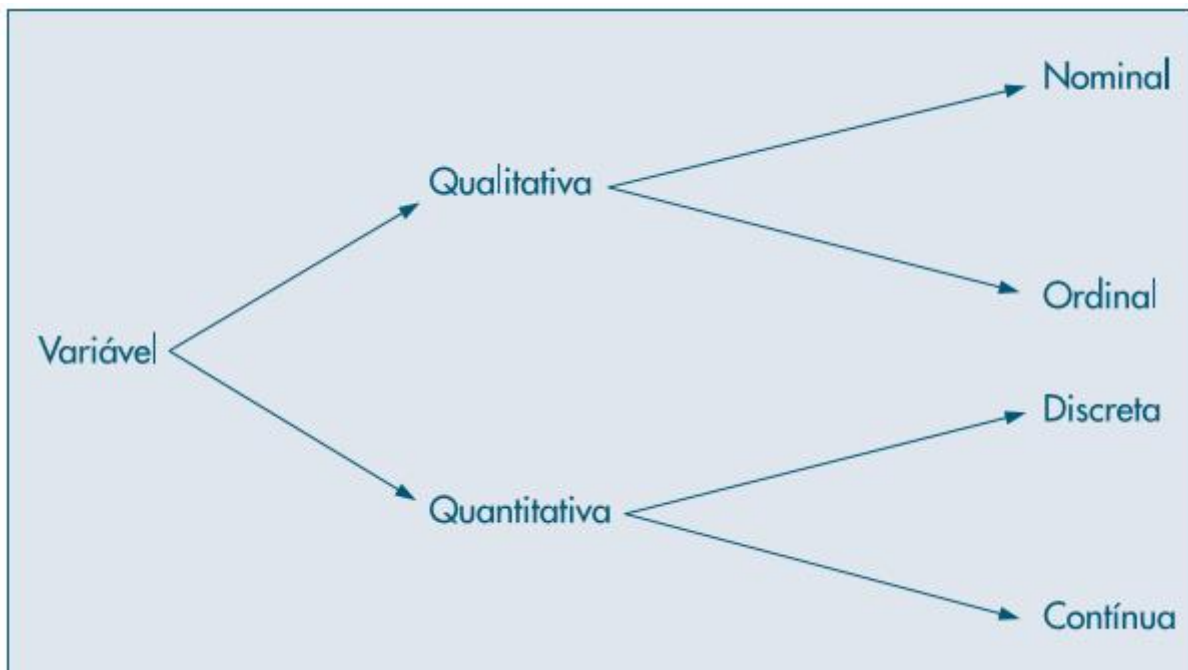 Nominal
Qualitativa
Ordinal
Variável
Discreta
Quantitativa
Contínua